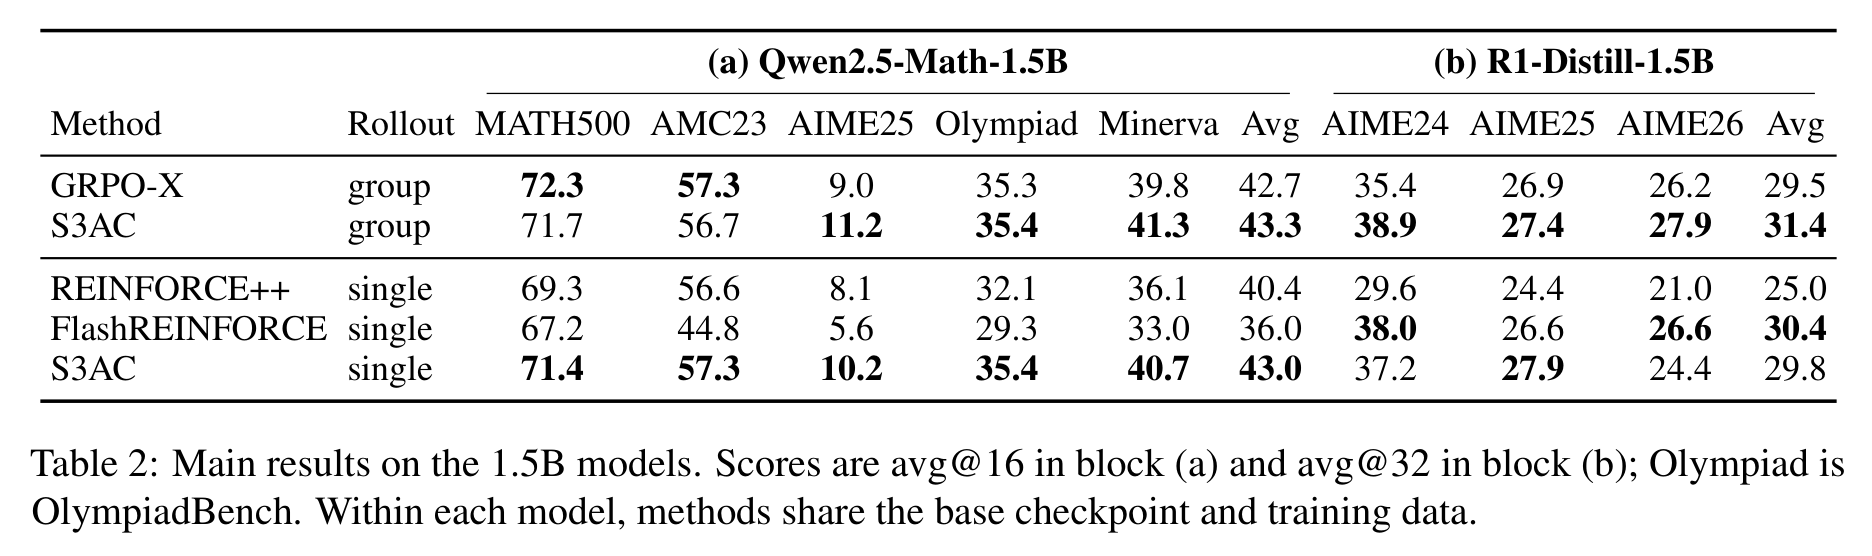 (a) Qwen2.5-Math-1.5B (b) R1-Distill-1.5B
Method Rollout MATH500 AMC23 AIME25 Olympiad Minerva Avg AIME24 AIME25 AIME26 Avg
GRPO-X group 72.3 57.3 9.0 35.3 39.8 42.7 35.4 26.9 26.2 29.5
S3AC group 71.7 56.7 11.2 35.4 41.3 43.3 38.9 27.4 27.9 31.4
REINFORCE++ single 69.3 56.6 8.1 32.1 36.1 40.4 29.6 24.4 21.0 25.0
FlashREINFORCE single 67.2 44.8 5.6 29.3 33.0 36.0 38.0 26.6 26.6 30.4
S3AC single 71.4 57.3 10.2 35.4 40.7 43.0 37.2 27.9 24.4 29.8
Table 2: Main results on the 1.5B models. Scores are avg@16 in block (a) and avg@32 in block (b); Olympiad is
OlympiadBench. Within each model, methods share the base checkpoint and training data.